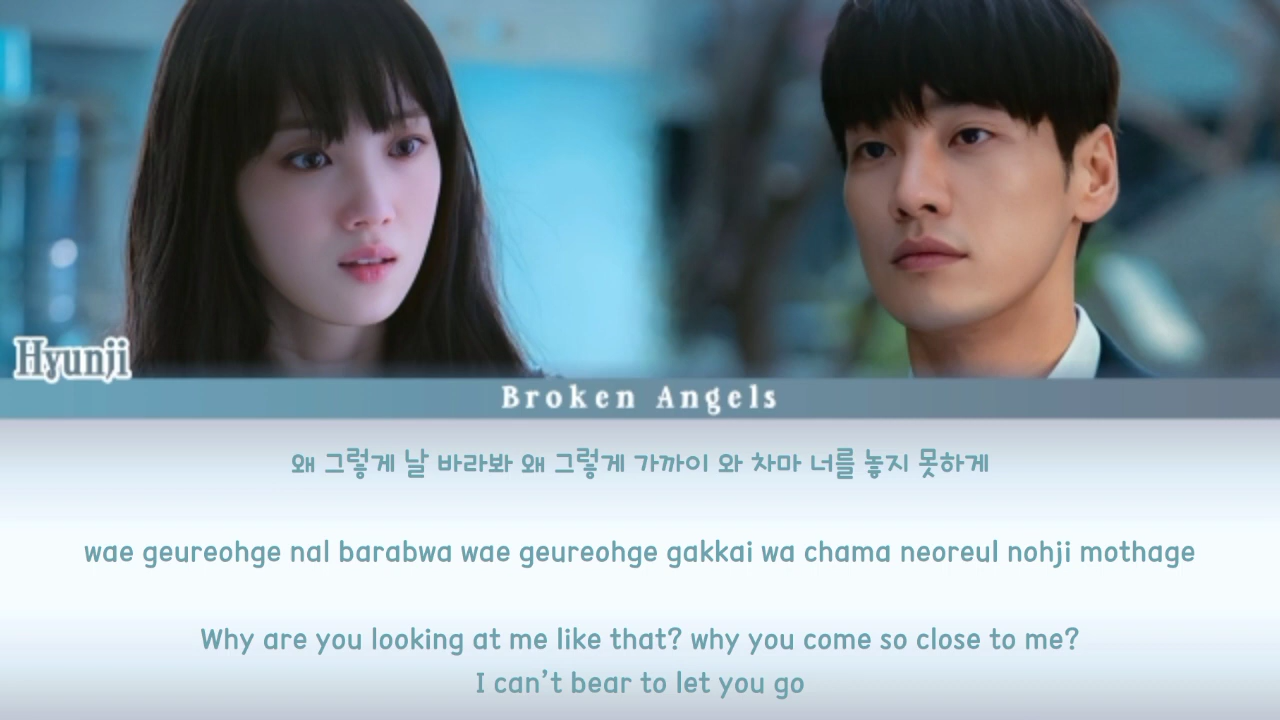 Hyunji
Broken Angels
왜 그렇게 날 바라봐 왜 그렇게 가까이 와 차마 너를 놓지 못하게
wae geureohge nal barabwa wae geureohge gakkai wa chama neoreul nohji mothage
Why are you looking at me like that? why you come so close to me?
I can't bear to let you go